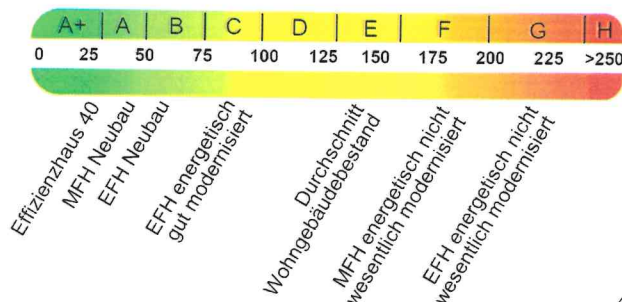 A+ A B C D E F G H
0 25 50 75 100 125 150 175 200 225 >250
Effizienzhaus 40
MFH Neubau
EFH Neubau
EFH energetisch
gut modernisiert
Durchschnitt
Wohngebäudebestand
MFH energetisch nicht
wesentlich modernisiert
EFH energetisch nicht
wesentlich modernisiert